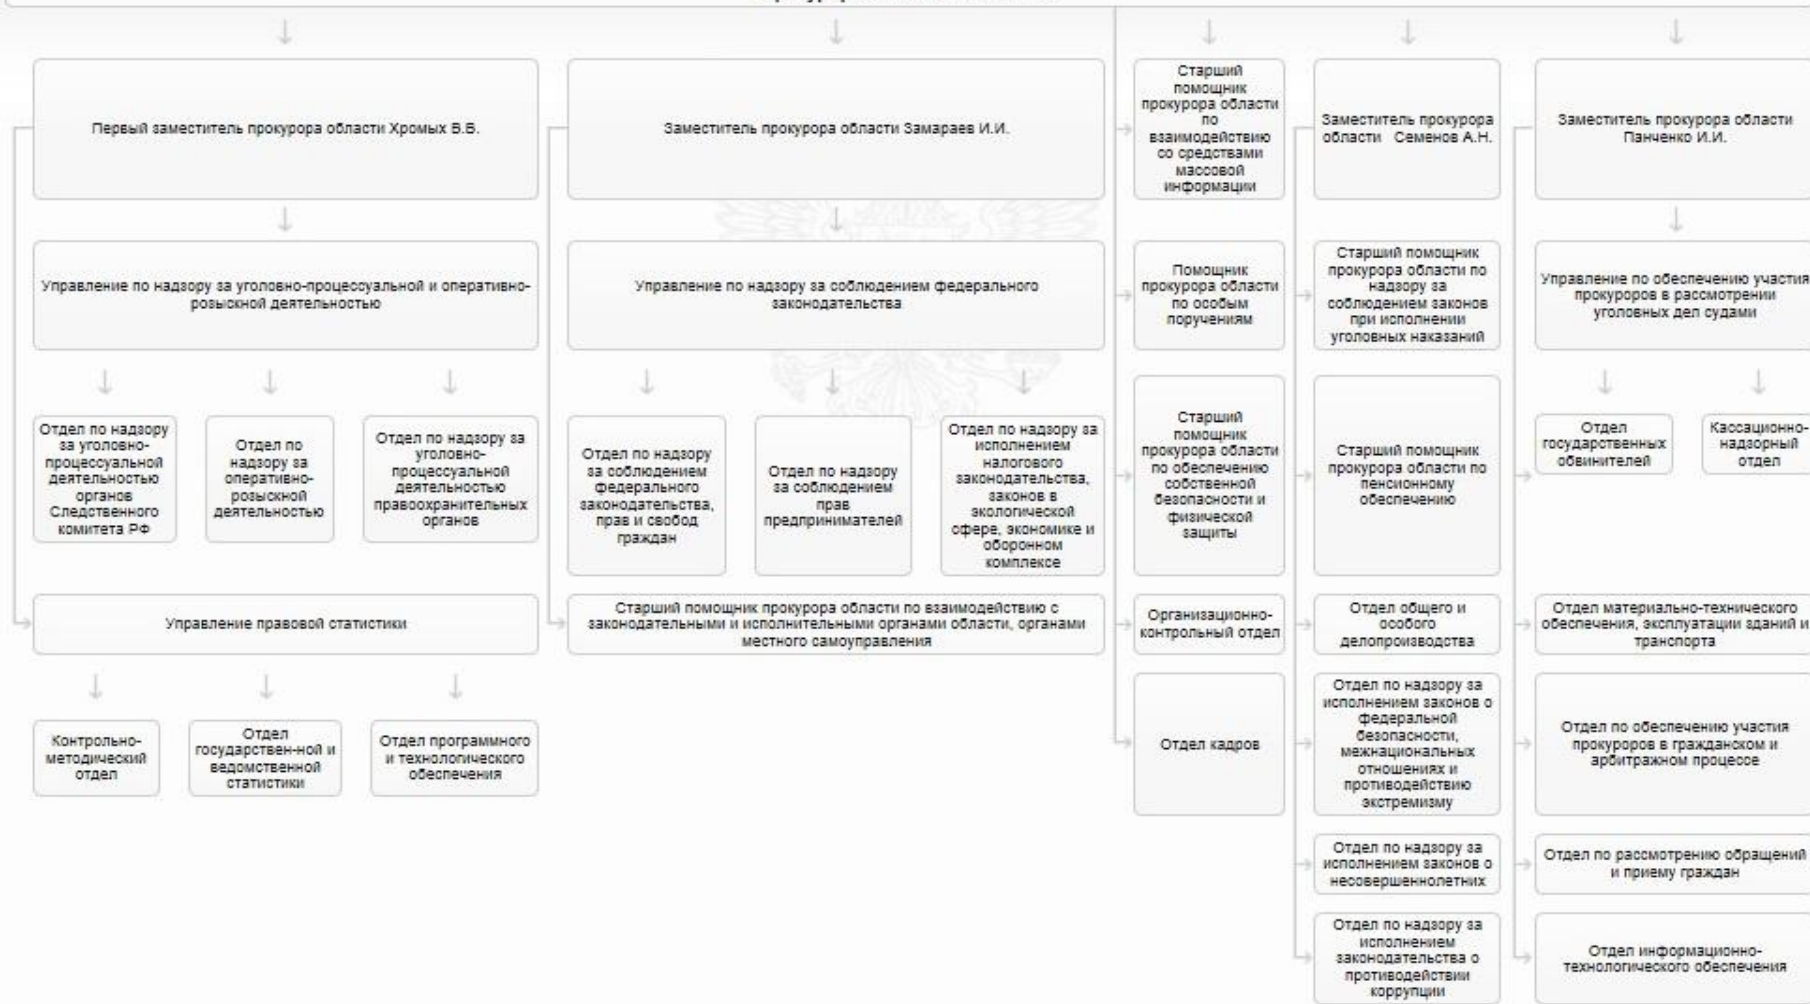 Первый заместитель прокурора области Хромых В.В.
Заместитель прокурора области Замараев И.И.
Старший
помощник
прокурора области
по
взаимодействию
со средствами
массовой
информации
Заместитель прокурора
области Семенов А.Н.
Заместитель прокурора области
Панченко И.И.
Управление по надзору за уголовно-процессуальной и оперативно-
розыскной деятельностью
Управление по надзору за соблюдением федерального
законодательства
Помощник
прокурора области
по особым
поручениям
Старший помощник
прокурора области по
надзору за
соблюдением законов
при исполнении
уголовных наказаний
Управление по обеспечению участия
прокуроров в рассмотрении
уголовных дел судами
Отдел по надзору
за уголовно-
процессуальной
деятельностью
органов
Следственного
комитета РФ
Отдел по
надзору за
оперативно-
розыскной
деятельностью
Отдел по надзору за
уголовно-
процессуальной
деятельностью
правоохранительных
органов
Отдел по надзору
за соблюдением
федерального
законодательства,
прав и свобод
граждан
Отдел по надзору
за соблюдением
прав
предпринимателей
Отдел по надзору за
исполнением
налогового
законодательства,
законов в
экологической
сфере, экономике и
оборонном
комплексе
Старший
помощник
прокурора области
по обеспечению
собственной
безопасности и
физической
защиты
Старший помощник
прокурора области по
пенсионному
обеспечению
Отдел
государственных
обвинителей
Кассационно-
надзорный
отдел
Управление правовой статистики
Старший помощник прокурора области по взаимодействию с
законодательными и исполнительными органами области, органами
местного самоуправления
Организационно-
контрольный отдел
Отдел общего и
особого
делопроизводства
Отдел материально-технического
обеспечения, эксплуатации зданий и
транспорта
Контрольно-
методический
отдел
Отдел
государствен-ной и
ведомственной
статистики
Отдел программного
и технологического
обеспечения
Отдел кадров
Отдел по надзору за
исполнением законов о
федеральной
безопасности,
межнациональных
отношениях и
противодействию
экстремизму
Отдел по обеспечению участия
прокуроров в гражданском и
арбитражном процессе
Отдел по надзору за
исполнением законов о
несовершеннолетних
Отдел по рассмотрению обращений
и приему граждан
Отдел по надзору за
исполнением
законодательства о
противодействии
коррупции
Отдел информационно-
технологического обеспечения